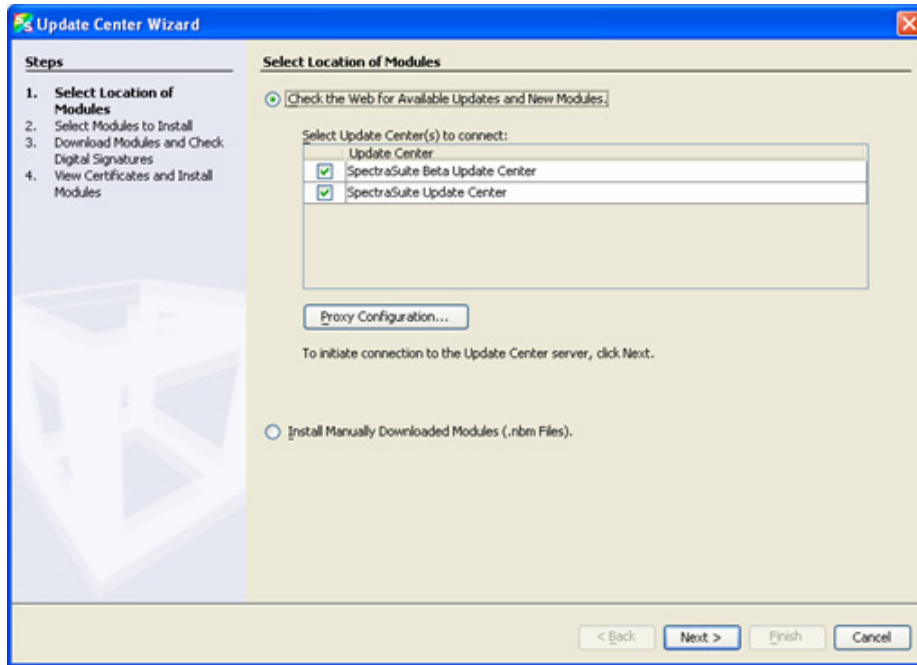 Update Center Wizard
Steps
1. Select Location of
Modules
2. Select Modules to Install
3. Download Modules and Check
Digital Signatures
4. View Certificates and Install
Modules
Select Location of Modules
Check the Web for Available Updates and New Modules.
Select Update Center(s) to connect:
Update Center
SpectraSuite Beta Update Center
SpectraSuite Update Center
Proxy Configuration...
To initiate connection to the Update Center server, click Next.
Install Manually Downloaded Modules (.nbm Files).
< Back Next > Finish Cancel